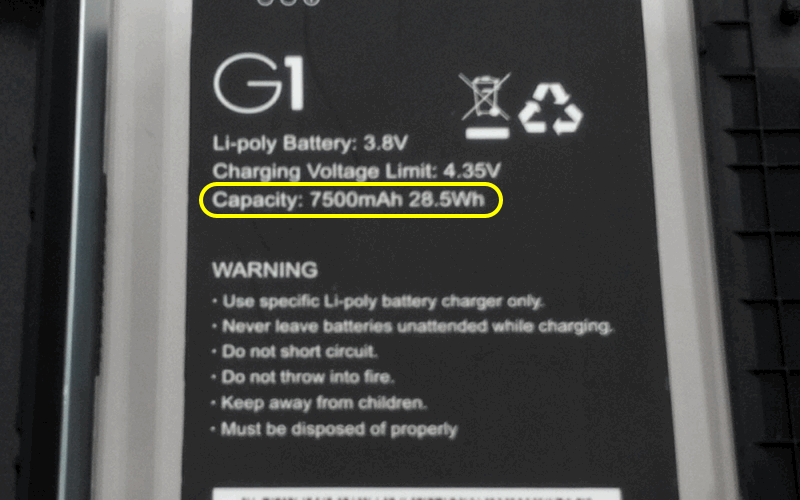 G1
Li-poly Battery: 3.8V
Charging Voltage Limit: 4.35V
Capacity: 7500mAh 28.5Wh
WARNING
· Use specific Li-poly battery charger only.
· Never leave batteries unattended while charging.
· Do not short circuit.
· Do not throw into fire.
· Keep away from children.
· Must be disposed of properly